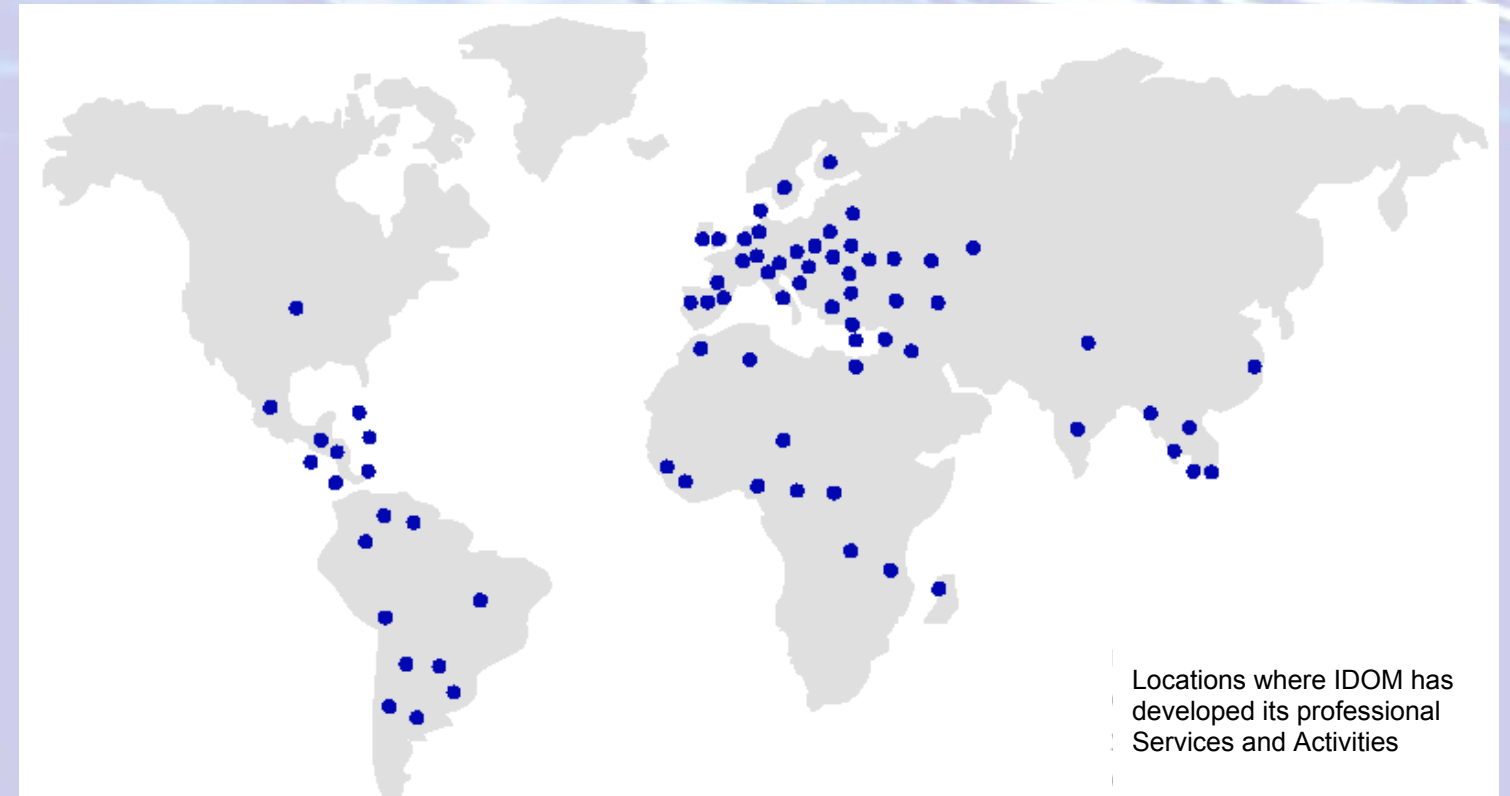 Locations where IDOM has
developed its professional
Services and Activities